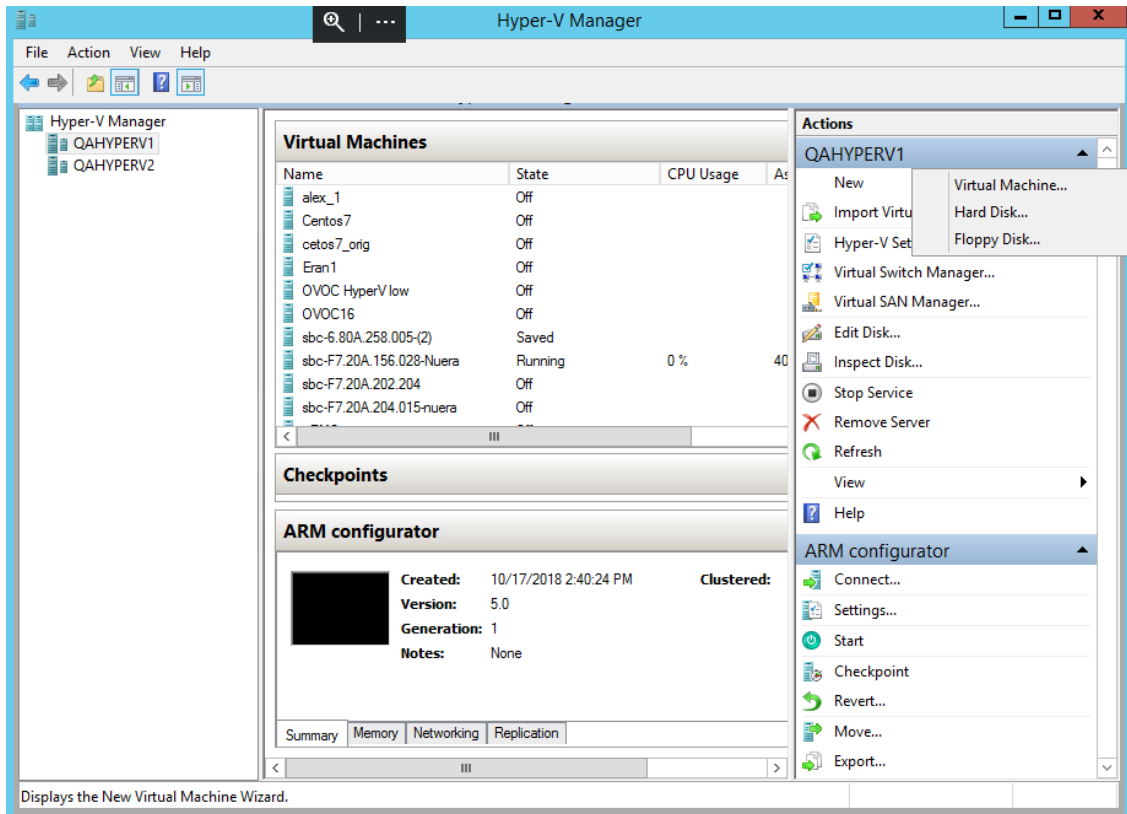 Hyper-V Manager
File Action View Help
Hyper-V Manager
QAHYPERV1
QAHYPERV2
Virtual Machines
Name State CPU Usage As
alex_1 Off
Centos7 Off
cetos7_orig Off
Eran1 Off
OVOC HyperV low Off
OVOC16 Off
sbc-6.80A.258.005-(2) Saved
sbc-F7.20A.156.028-Nuera Running 0 % 40
sbc-F7.20A.202.204 Off
sbc-F7.20A.204.015-nuera Off
Checkpoints
ARM configurator
Created: 10/17/2018 2:40:24 PM Clustered:
Version: 5.0
Generation: 1
Notes: None
Summary Memory Networking Replication
Actions
QAHYPERV1
New
Virtual Machine...
Hard Disk...
Floppy Disk...
Import Virtu
Hyper-V Set
Virtual Switch Manager...
Virtual SAN Manager...
Edit Disk...
Inspect Disk...
Stop Service
Remove Server
Refresh
View
Help
ARM configurator
Connect...
Settings...
Start
Checkpoint
Revert...
Move...
Export...
Displays the New Virtual Machine Wizard.